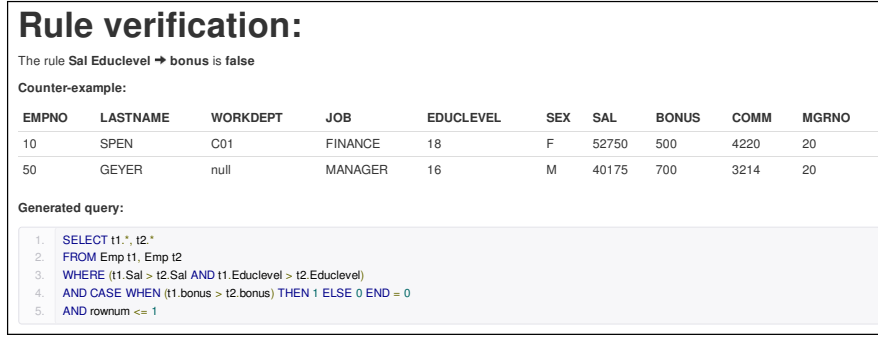 Rule verification:
The rule Sal Educlevel ➔ bonus is false
Counter-example:
EMPNO LASTNAME WORKDEPT JOB EDUCLEVEL SEX SAL BONUS COMM MGRNO
10 SPEN C01 FINANCE 18 F 52750 500 4220 20
50 GEYER null MANAGER 16 M 40175 700 3214 20
Generated query:
1. SELECT t1.*, t2.*
2. FROM Emp t1, Emp t2
3. WHERE (t1.Sal > t2.Sal AND t1.Educlevel > t2.Educlevel)
4. AND CASE WHEN (t1.bonus > t2.bonus) THEN 1 ELSE 0 END = 0
5. AND rownum <= 1